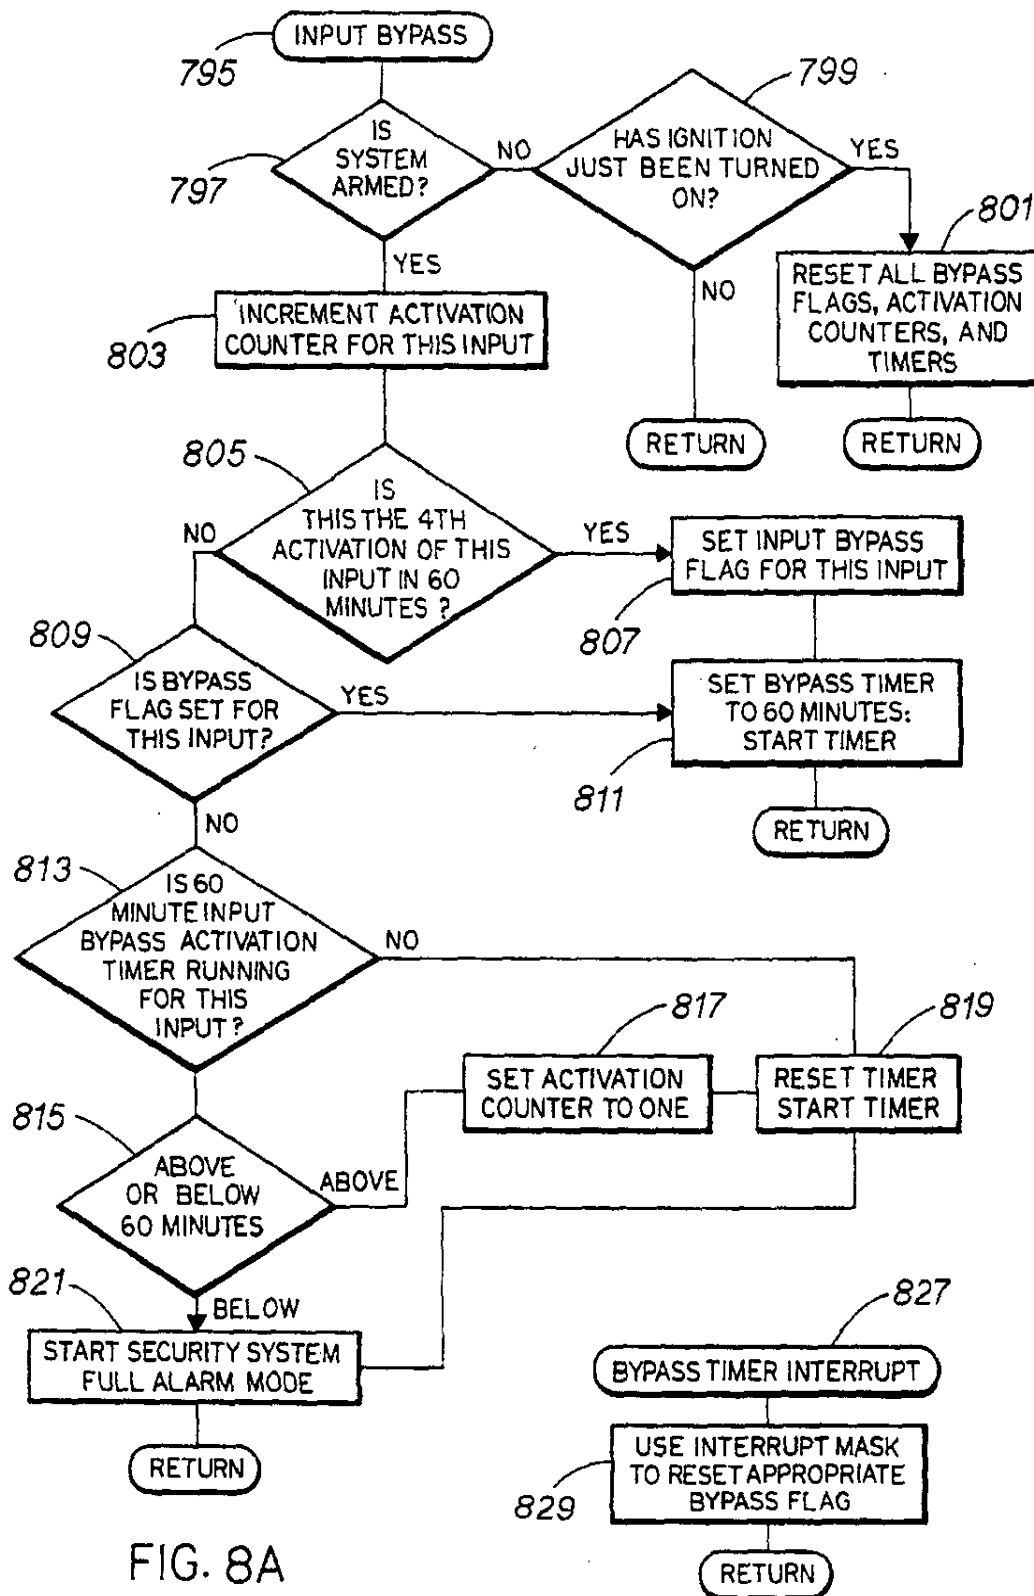 INPUT BYPASS
795
799
IS
SYSTEM
ARMED?
797
NO
HAS IGNITION
JUST BEEN TURNED
ON?
YES
801
YES
NO
RESET ALL BYPASS
FLAGS, ACTIVATION
COUNTERS, AND
TIMERS
INCREMENT ACTIVATION
COUNTER FOR THIS INPUT
803
RETURN
RETURN
805
IS
THIS THE 4TH
ACTIVATION OF THIS
INPUT IN 60
MINUTES ?
NO
YES
SET INPUT BYPASS
FLAG FOR THIS INPUT
807
809
IS BYPASS
FLAG SET FOR
THIS INPUT?
YES
SET BYPASS TIMER
TO 60 MINUTES:
START TIMER
811
RETURN
NO
813
IS 60
MINUTE INPUT
BYPASS ACTIVATION
TIMER RUNNING
FOR THIS
INPUT?
NO
817
819
SET ACTIVATION
COUNTER TO ONE
RESET TIMER
START TIMER
815
ABOVE
OR BELOW
60 MINUTES
ABOVE
821
BELOW
START SECURITY SYSTEM
FULL ALARM MODE
RETURN
827
BYPASS TIMER INTERRUPT
USE INTERRUPT MASK
TO RESET APPROPRIATE
BYPASS FLAG
829
RETURN
FIG. 8A